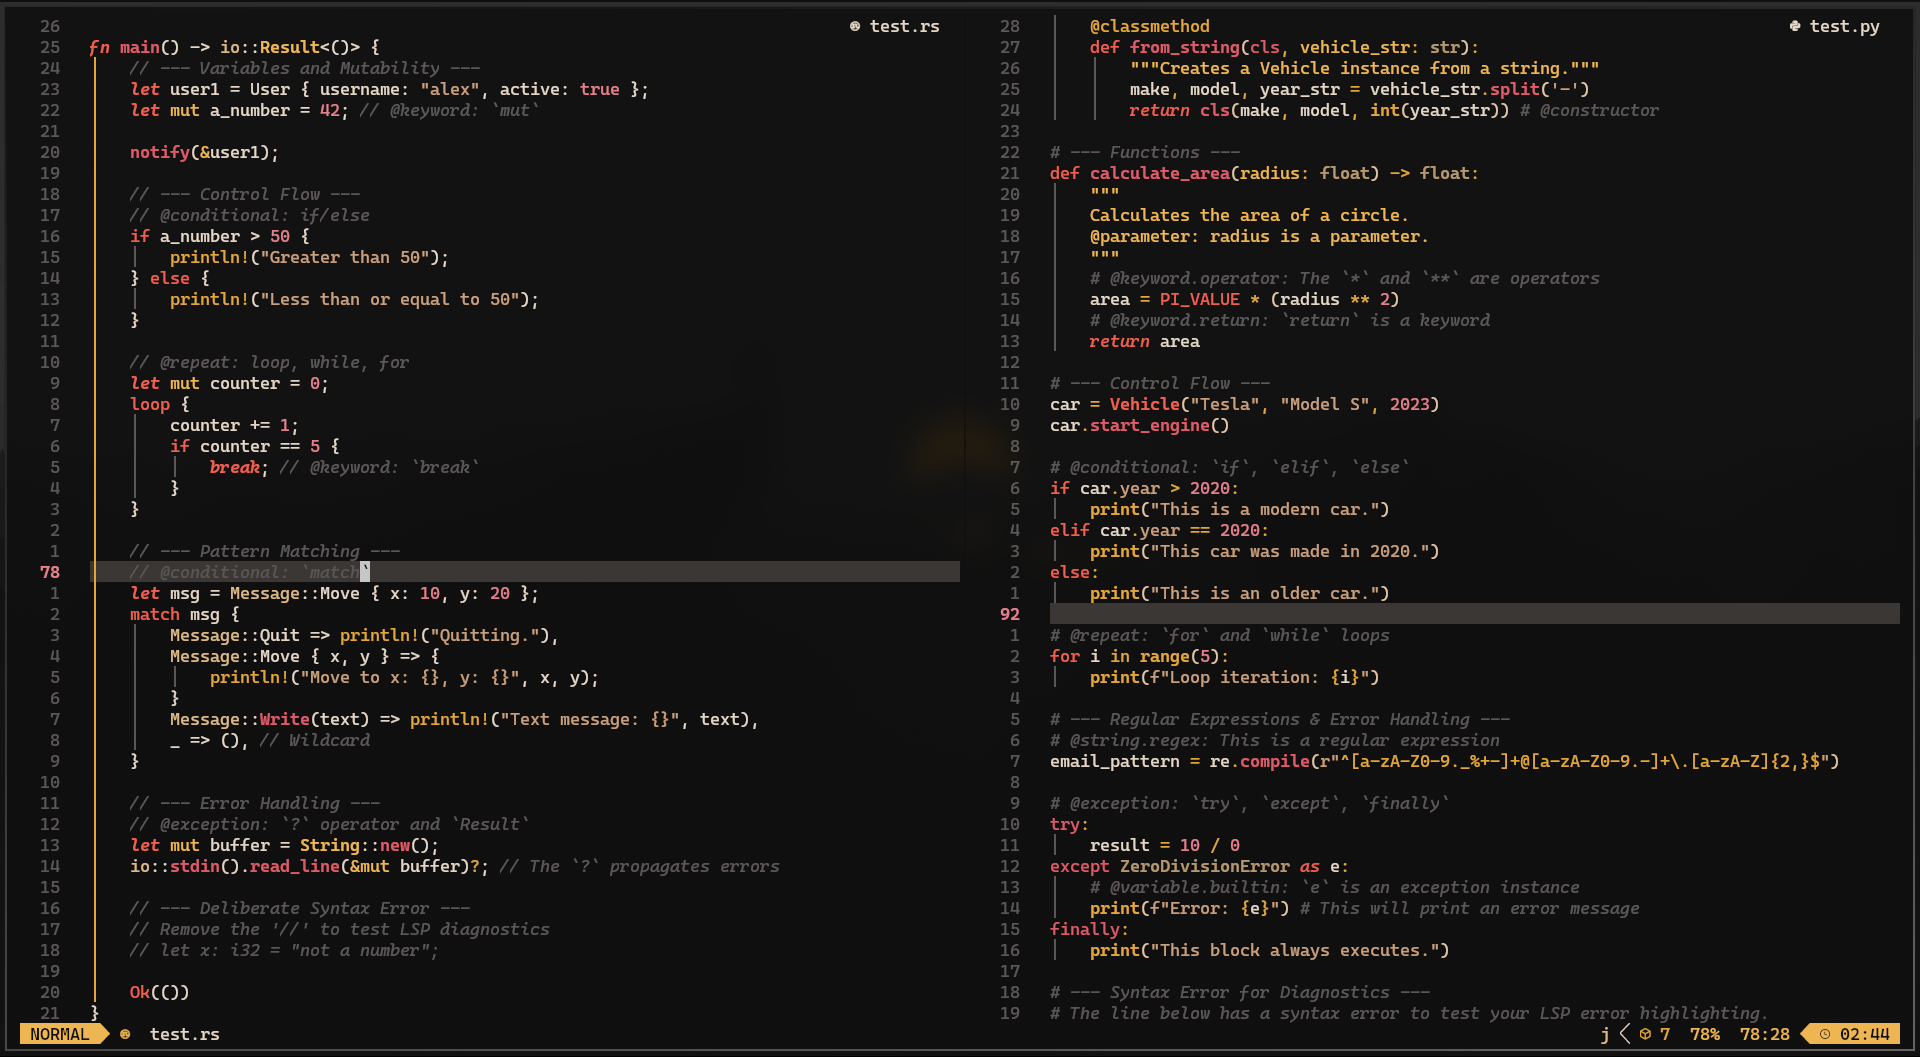 26 test.rs
25 fn main() -> io::Result<()> {
24 // --- Variables and Mutability ---
23 let user1 = User { username: "alex", active: true };
22 let mut a_number = 42; // @keyword: `mut`
21
20 notify(&user1);
19
18 // --- Control Flow ---
17 // @conditional: if/else
16 if a_number > 50 {
15 println!("Greater than 50");
14 } else {
13 println!("Less than or equal to 50");
12 }
11
10 // @repeat: loop, while, for
9 let mut counter = 0;
8 loop {
7 counter += 1;
6 if counter == 5 {
5 break; // @keyword: `break`
4 }
3 }
2
1 // --- Pattern Matching ---
78 // @conditional: `match`
1 let msg = Message::Move { x: 10, y: 20 };
2 match msg {
3 Message::Quit => println!("Quitting."),
4 Message::Move { x, y } => {
5 println!("Move to x: {}, y: {}", x, y);
6 }
7 Message::Write(text) => println!("Text message: {}", text),
8 _ => (), // Wildcard
9 }
10
11 // --- Error Handling ---
12 // @exception: `?` operator and `Result`
13 let mut buffer = String::new();
14 io::stdin().read_line(&mut buffer)?; // The `?` propagates errors
15
16 // --- Deliberate Syntax Error ---
17 // Remove the '//' to test LSP diagnostics
18 // let x: i32 = "not a number";
19
20 Ok(())
21 }
28 @classmethod test.py
27 def from_string(cls, vehicle_str: str):
26 """Creates a Vehicle instance from a string."""
25 make, model, year_str = vehicle_str.split('-')
24 return cls(make, model, int(year_str)) # @constructor
23
22 # --- Functions ---
21 def calculate_area(radius: float) -> float:
20 """
19 Calculates the area of a circle.
18 @parameter: radius is a parameter.
17 """
16 # @keyword.operator: The `*` and `**` are operators
15 area = PI_VALUE * (radius ** 2)
14 # @keyword.return: `return` is a keyword
13 return area
12
11 # --- Control Flow ---
10 car = Vehicle("Tesla", "Model S", 2023)
9 car.start_engine()
8
7 # @conditional: `if`, `elif`, `else`
6 if car.year > 2020:
5 print("This is a modern car.")
4 elif car.year == 2020:
3 print("This car was made in 2020.")
2 else:
1 print("This is an older car.")
92
1 # @repeat: `for` and `while` loops
2 for i in range(5):
3 print(f"Loop iteration: {i}")
4
5 # --- Regular Expressions & Error Handling ---
6 # @string.regex: This is a regular expression
7 email_pattern = re.compile(r"^[a-zA-Z0-9._%+-]+@[a-zA-Z0-9.-]+\.[a-zA-Z]{2,}$")
8
9 # @exception: `try`, `except`, `finally`
10 try:
11 result = 10 / 0
12 except ZeroDivisionError as e:
13 # @variable.builtin: `e` is an exception instance
14 print(f"Error: {e}") # This will print an error message
15 finally:
16 print("This block always executes.")
17
18 # --- Syntax Error for Diagnostics ---
19 # The line below has a syntax error to test your LSP error highlighting.
NORMAL test.rs j 7 78% 78:28 02:44